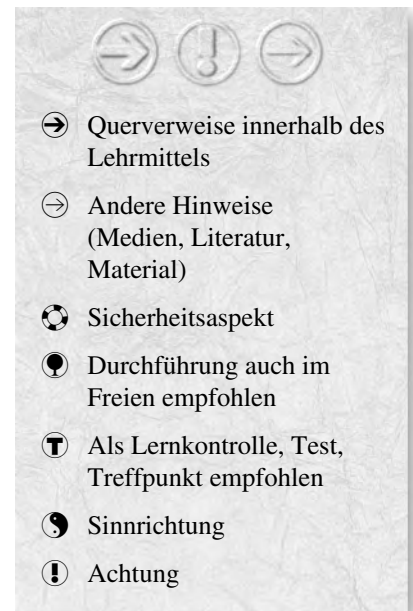 Querverweise innerhalb des
Lehrmittels
Andere Hinweise
(Medien, Literatur,
Material)
Sicherheitsaspekt
Durchführung auch im
Freien empfohlen
T Als Lernkontrolle, Test,
Treffpunkt empfohlen
Sinnrichtung
! Achtung